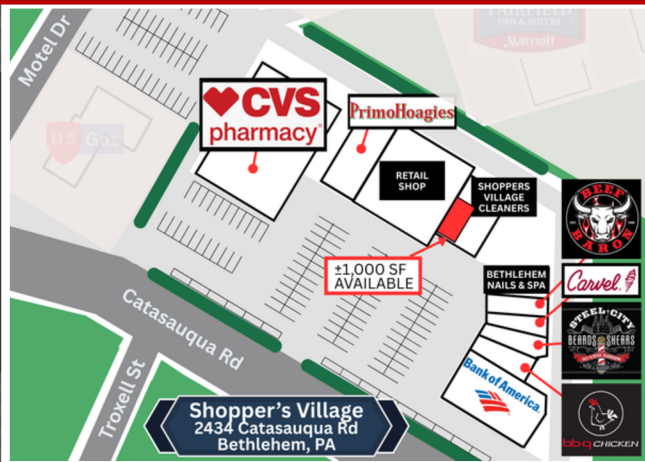 Motel Dr
FAIRFIELD
INN & SUITES
Marriott
US Gas
CVS
pharmacy
PrimoHoagies
RETAIL
SHOP
SHOPPERS
VILLAGE
CLEANERS
±1,000 SF
AVAILABLE
BETHLEHEM
NAILS & SPA
BEEF
BARON
Carvel
STEEL CITY
BEARDS SHEARS
Bank of America.
bbq CHICKEN
Catasauqua Rd
Troxell St
Shopper's Village
2434 Catasauqua Rd
Bethlehem, PA